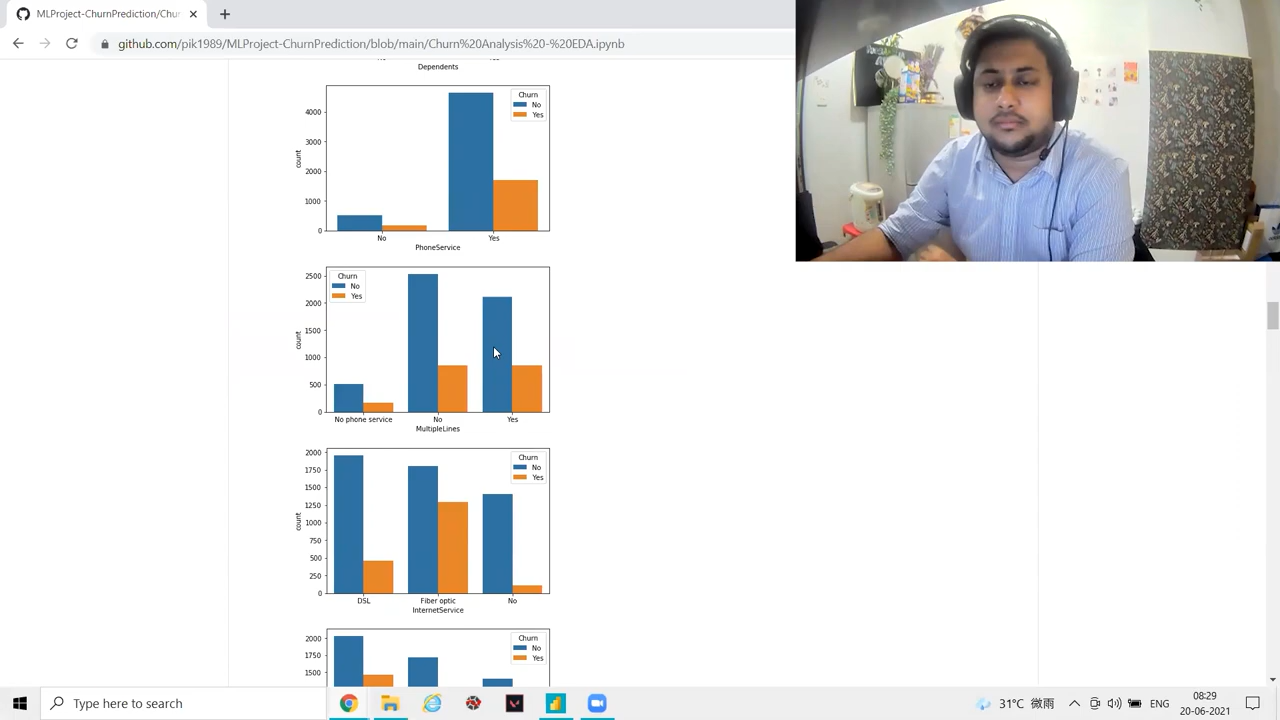 MLProject-ChurnPrediction/Chu
github.com/pik1989/MLProject-ChurnPrediction/blob/main/Churn%20Analysis%20-%20EDA.ipynb
Dependents
Churn
No
Yes
4000
3000
2000
1000
0
count
No
Yes
PhoneService
Churn
No
Yes
2500
2000
1500
1000
500
0
count
No phone service
No
Yes
MultipleLines
Churn
No
Yes
2000
1750
1500
1250
1000
750
500
250
0
count
DSL
Fiber optic
No
InternetService
Churn
No
Yes
2000
1750
1500
Type here to search
31°C 微雨
ENG
08:29
20-06-2021